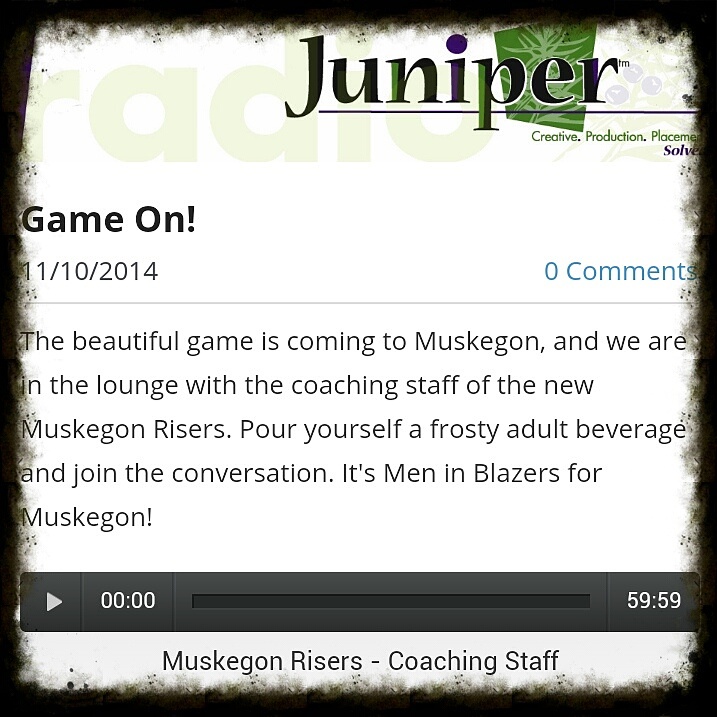 radio
Juniper™
Creative. Production. Placeme
Solve
Game On!
11/10/2014 0 Comments
The beautiful game is coming to Muskegon, and we are
in the lounge with the coaching staff of the new
Muskegon Risers. Pour yourself a frosty adult beverage
and join the conversation. It's Men in Blazers for
Muskegon!
00:00 59:59
Muskegon Risers - Coaching Staff